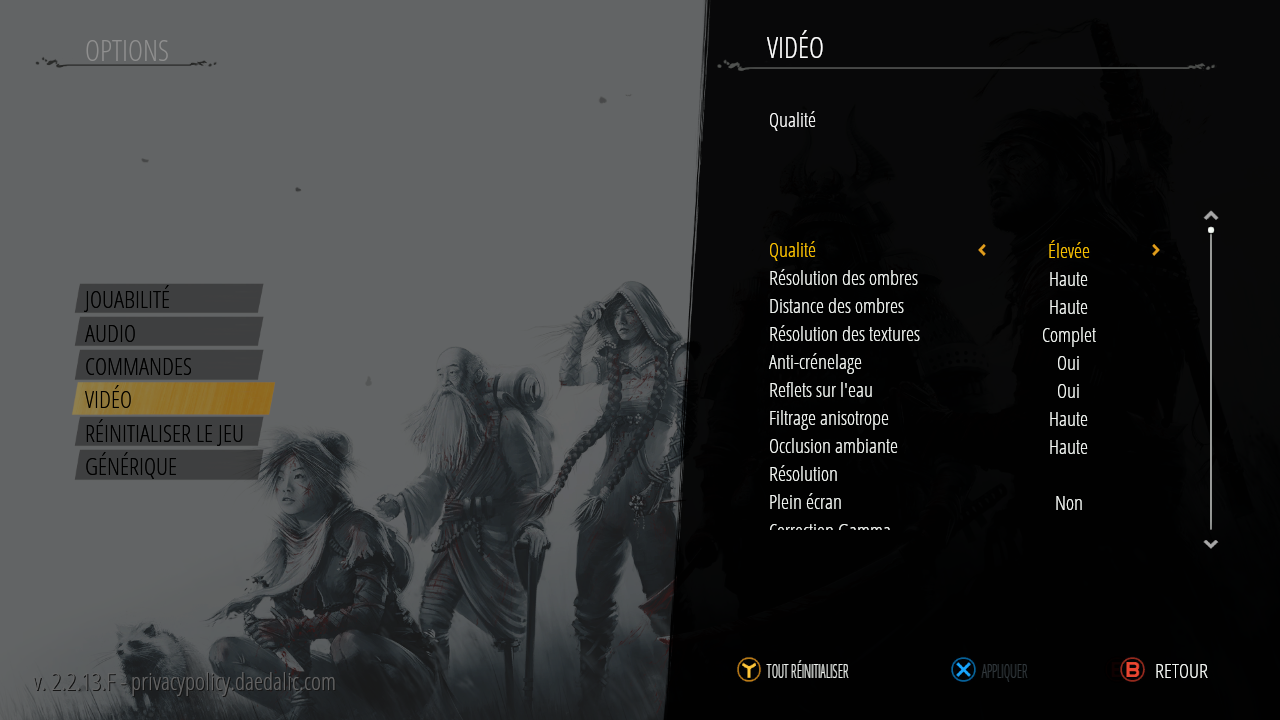 OPTIONS
JOUABILITÉ
AUDIO
COMMANDES
VIDÉO
RÉINITIALISER LE JEU
GÉNÉRIQUE
v. 2.2.13.F - privacypolicy.daedalic.com
VIDÉO
Qualité
Qualité Élevée
Résolution des ombres Haute
Distance des ombres Haute
Résolution des textures Complet
Anti-crénelage Oui
Reflets sur l'eau Oui
Filtrage anisotrope Haute
Occlusion ambiante Haute
Résolution
Plein écran Non
Correction Gamma
Y TOUT RÉINITIALISER
X APPLIQUER
B RETOUR